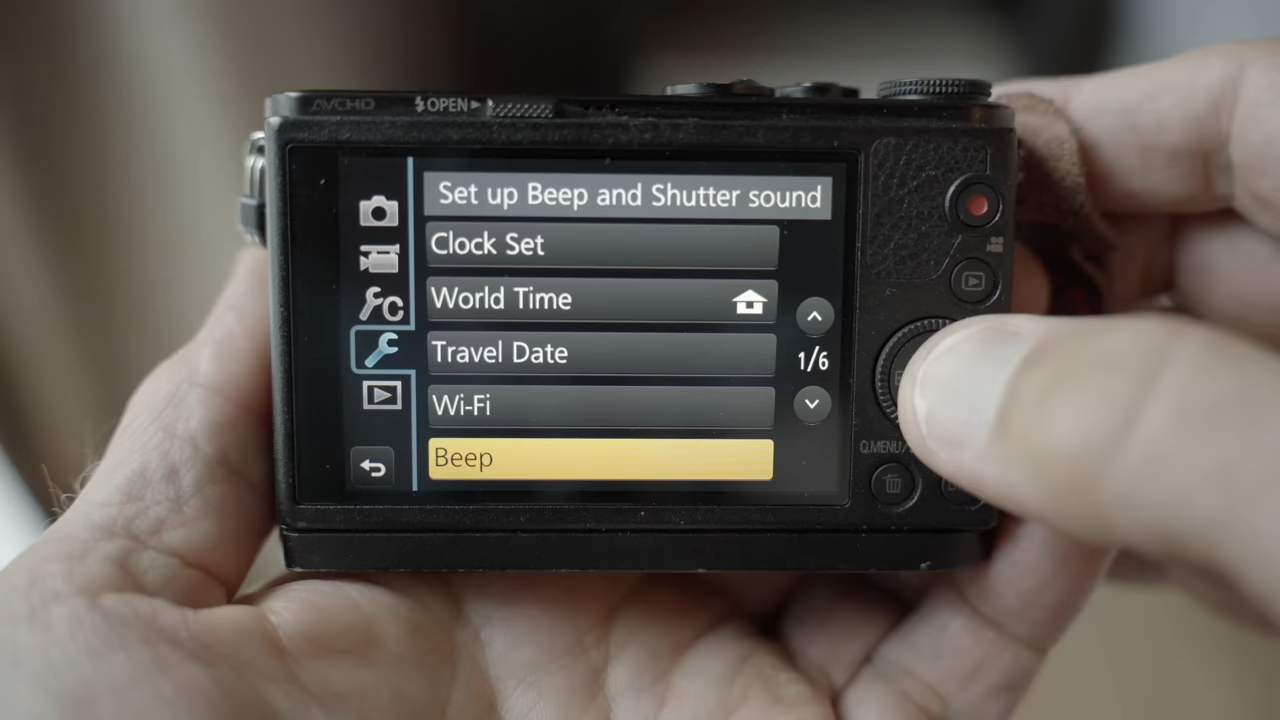 AVCHD
OPEN
Set up Beep and Shutter sound
Clock Set
World Time
Travel Date
1/6
Wi-Fi
Beep
Q.MENU/